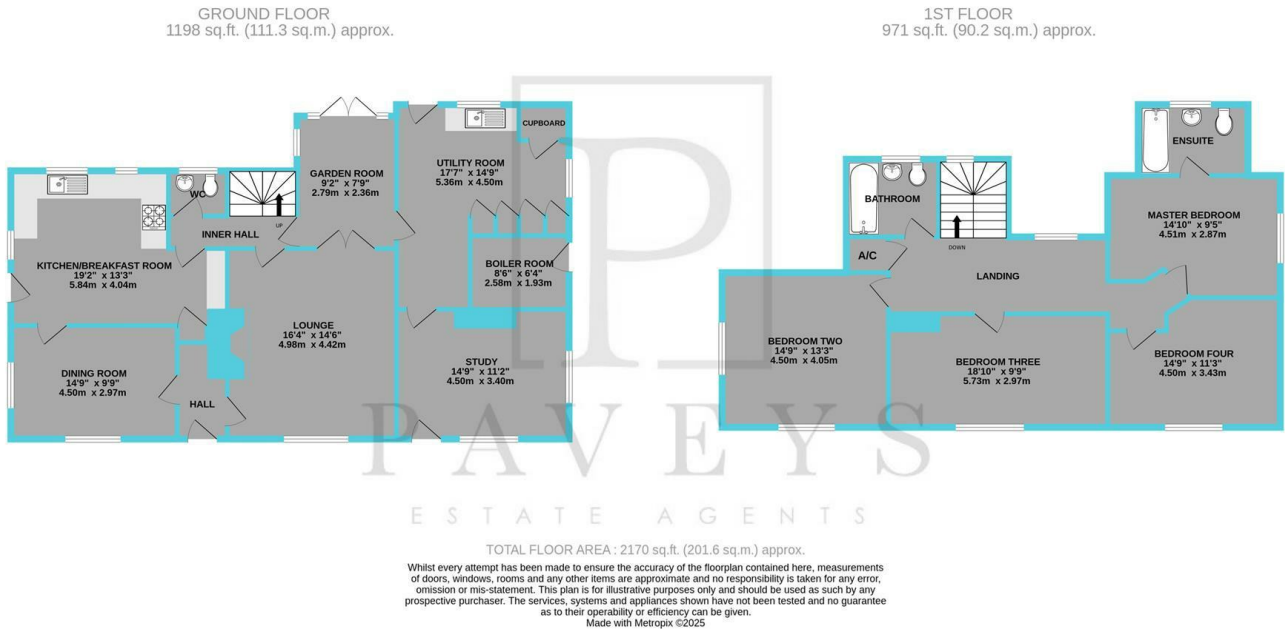 GROUND FLOOR
1198 sq.ft. (111.3 sq.m.) approx.
1ST FLOOR
971 sq.ft. (90.2 sq.m.) approx.
CUPBOARD
UTILITY ROOM
17'7" x 14'9"
5.36m x 4.50m
GARDEN ROOM
9'2" x 7'9"
2.79m x 2.36m
WC
UP
INNER HALL
KITCHEN/BREAKFAST ROOM
19'2" x 13'3"
5.84m x 4.04m
BOILER ROOM
8'6" x 6'4"
2.58m x 1.93m
LOUNGE
16'4" x 14'6"
4.98m x 4.42m
DINING ROOM
14'9" x 9'9"
4.50m x 2.97m
HALL
STUDY
14'9" x 11'2"
4.50m x 3.40m
ENSUITE
BATHROOM
MASTER BEDROOM
14'10" x 9'5"
4.51m x 2.87m
DOWN
A/C
LANDING
BEDROOM TWO
14'9" x 13'3"
4.50m x 4.05m
BEDROOM THREE
18'10" x 9'9"
5.73m x 2.97m
BEDROOM FOUR
14'9" x 11'3"
4.50m x 3.43m
P
PAVEYS
ESTATE AGENTS
TOTAL FLOOR AREA : 2170 sq.ft. (201.6 sq.m.) approx.
Whilst every attempt has been made to ensure the accuracy of the floorplan contained here, measurements
of doors, windows, rooms and any other items are approximate and no responsibility is taken for any error,
omission or mis-statement. This plan is for illustrative purposes only and should be used as such by any
prospective purchaser. The services, systems and appliances shown have not been tested and no guarantee
as to their operability or efficiency can be given.
Made with Metropix ©2025